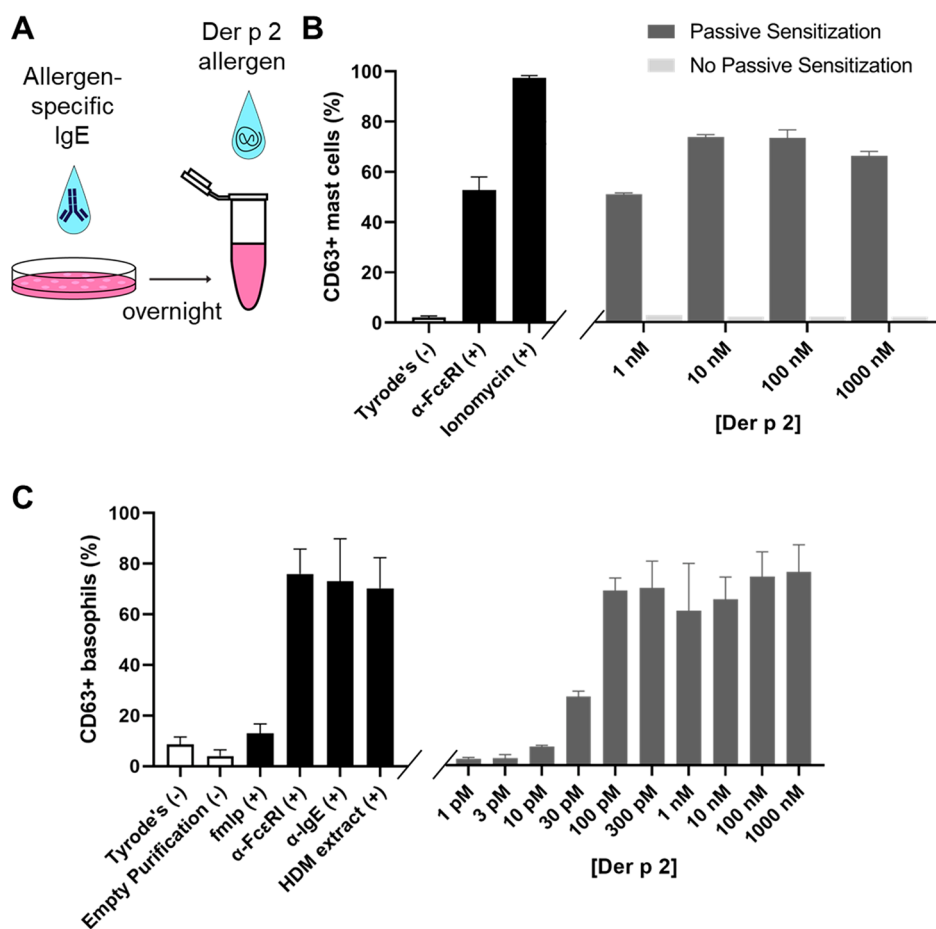 A
Allergen-
specific
IgE
Der p 2
allergen
overnight
B
Passive Sensitization
No Passive Sensitization
CD63+ mast cells (%)
100
80
60
40
20
0
Tyrode's (-)
α-FcεRI (+)
Ionomycin (+)
1 nM
10 nM
100 nM
1000 nM
[Der p 2]
C
CD63+ basophils (%)
100
80
60
40
20
0
Tyrode's (-)
Empty Purification (-)
fmlp (+)
α-FcεRI (+)
α-IgE (+)
HDM extract (+)
1 pM
3 pM
10 pM
30 pM
100 pM
300 pM
1 nM
10 nM
100 nM
1000 nM
[Der p 2]